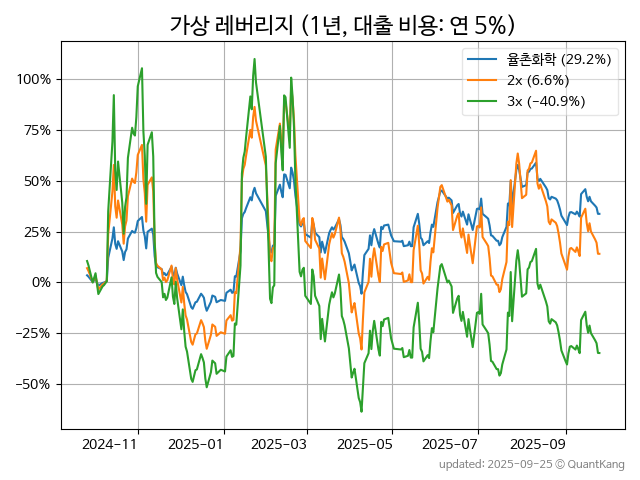 가상 레버리지 (1년, 대출 비용: 연 5%)
율촌화학 (29.2%)
2x (6.6%)
3x (−40.9%)
100%
75%
50%
25%
0%
−25%
−50%
2024-11
2025-01
2025-03
2025-05
2025-07
2025-09
updated: 2025-09-25 © QuantKang